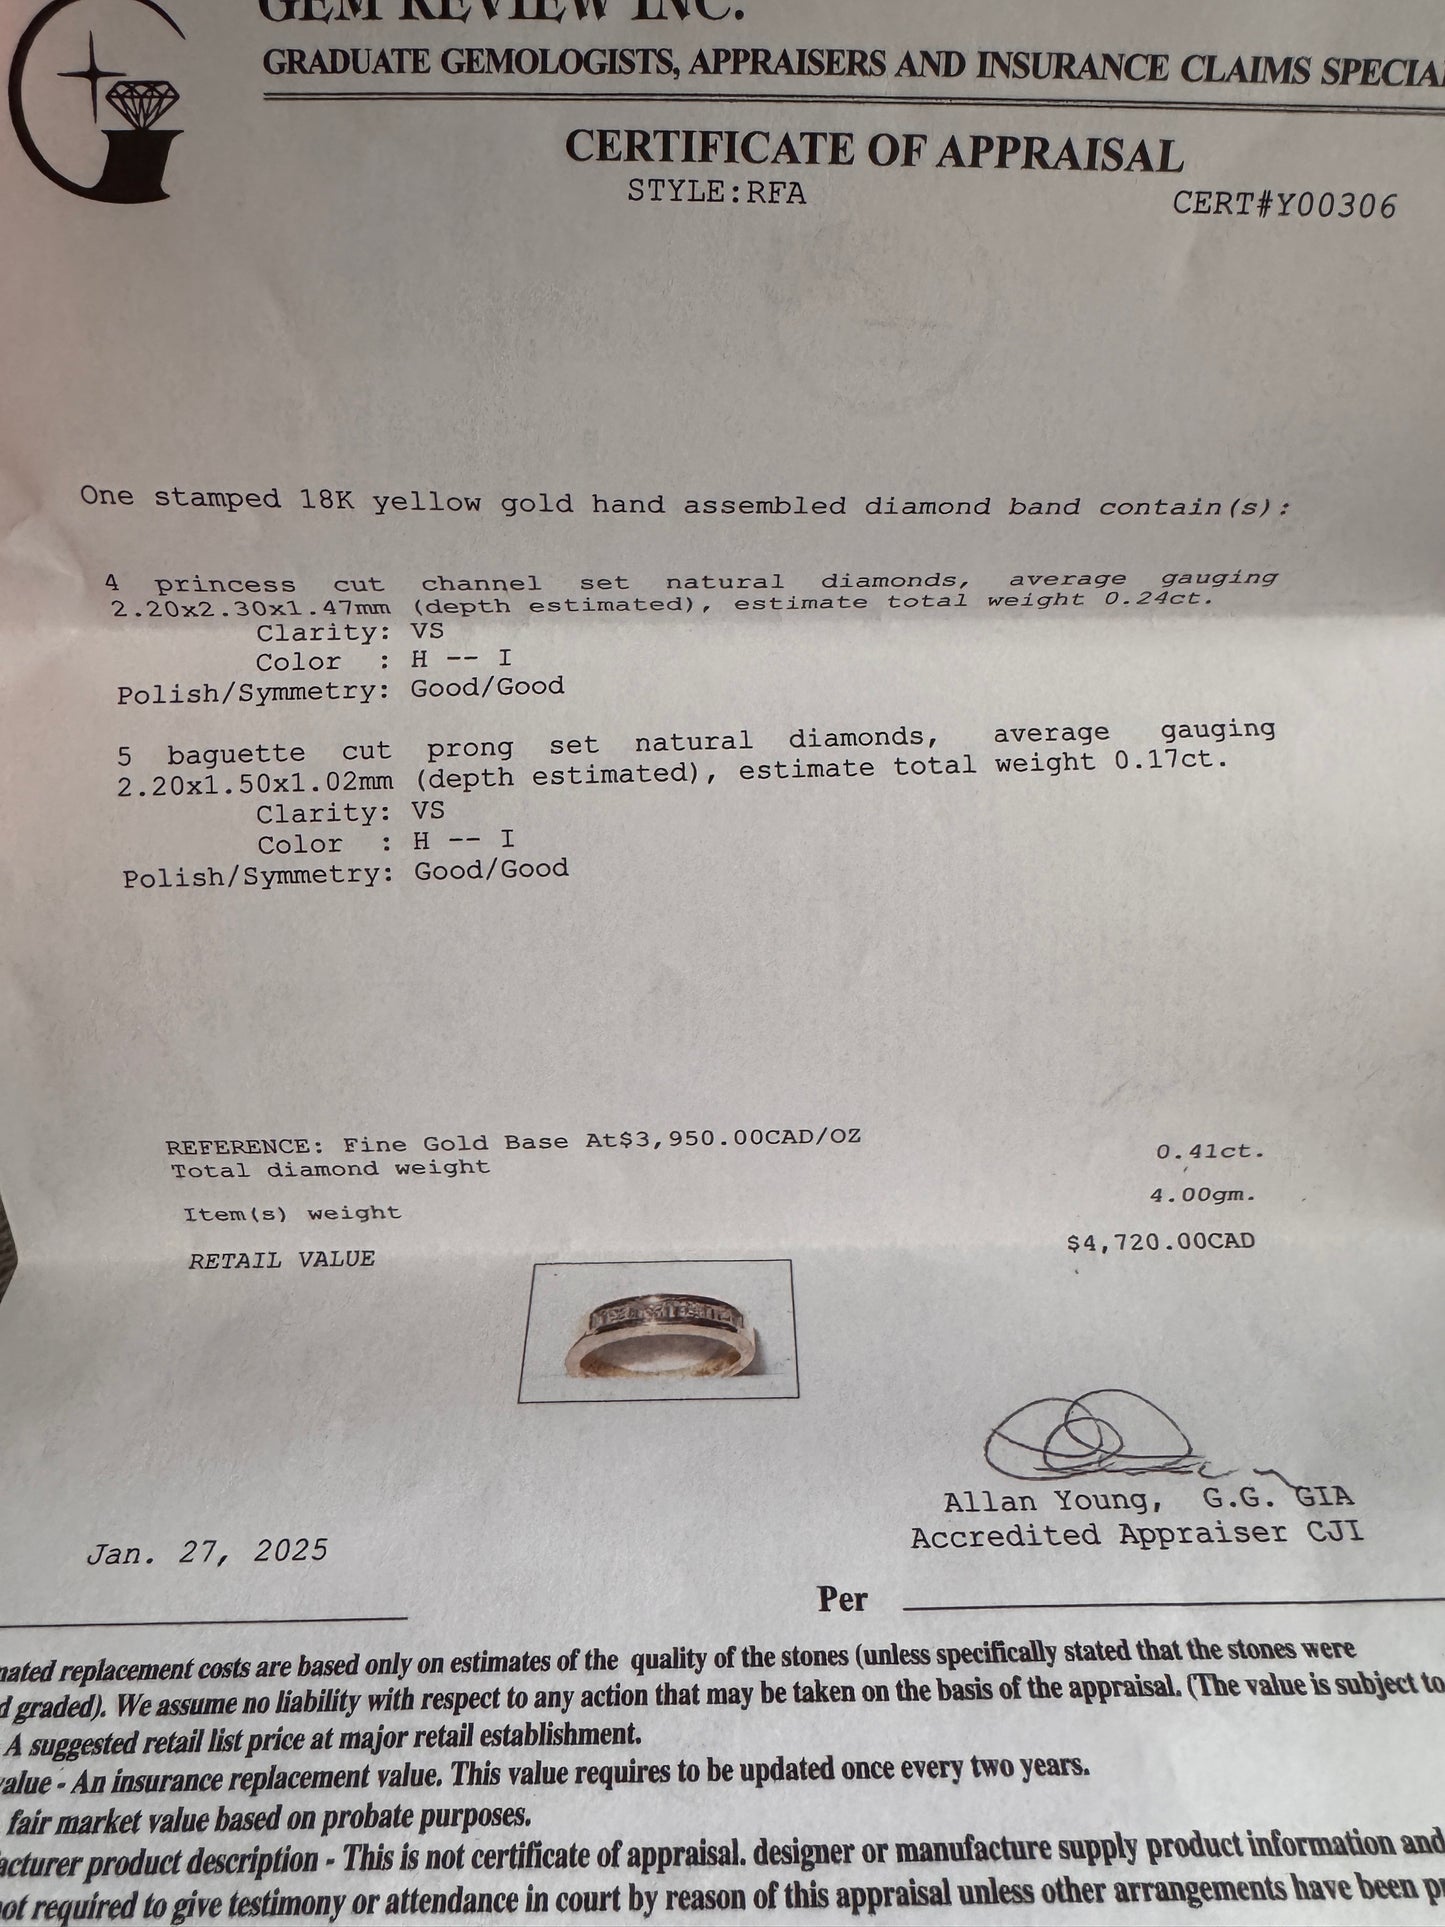 GEM REVIEW INC.
GRADUATE GEMOLOGISTS, APPRAISERS AND INSURANCE CLAIMS SPECIA
CERTIFICATE OF APPRAISAL
STYLE:RFA
CERT#Y00306
One stamped 18K yellow gold hand assembled diamond band contain(s):
4 princess cut channel set natural diamonds, average gauging
2.20x2.30x1.47mm (depth estimated), estimate total weight 0.24ct.
Clarity: VS
Color : H -- I
Polish/Symmetry: Good/Good
5 baguette cut prong set natural diamonds, average gauging
2.20x1.50x1.02mm (depth estimated), estimate total weight 0.17ct.
Clarity: VS
Color : H -- I
Polish/Symmetry: Good/Good
REFERENCE: Fine Gold Base At$3,950.00CAD/OZ
Total diamond weight 0.41ct.
Item(s) weight 4.00gm.
RETAIL VALUE $4,720.00CAD
Allan Young, G.G. GIA
Accredited Appraiser CJI
Jan. 27, 2025
Per
nated replacement costs are based only on estimates of the quality of the stones (unless specifically stated that the stones were
d graded). We assume no liability with respect to any action that may be taken on the basis of the appraisal. (The value is subject to
A suggested retail list price at major retail establishment.
alue - An insurance replacement value. This value requires to be updated once every two years.
fair market value based on probate purposes.
acturer product description - This is not certificate of appraisal. designer or manufacture supply product information and
not required to give testimony or attendance in court by reason of this appraisal unless other arrangements have been pr